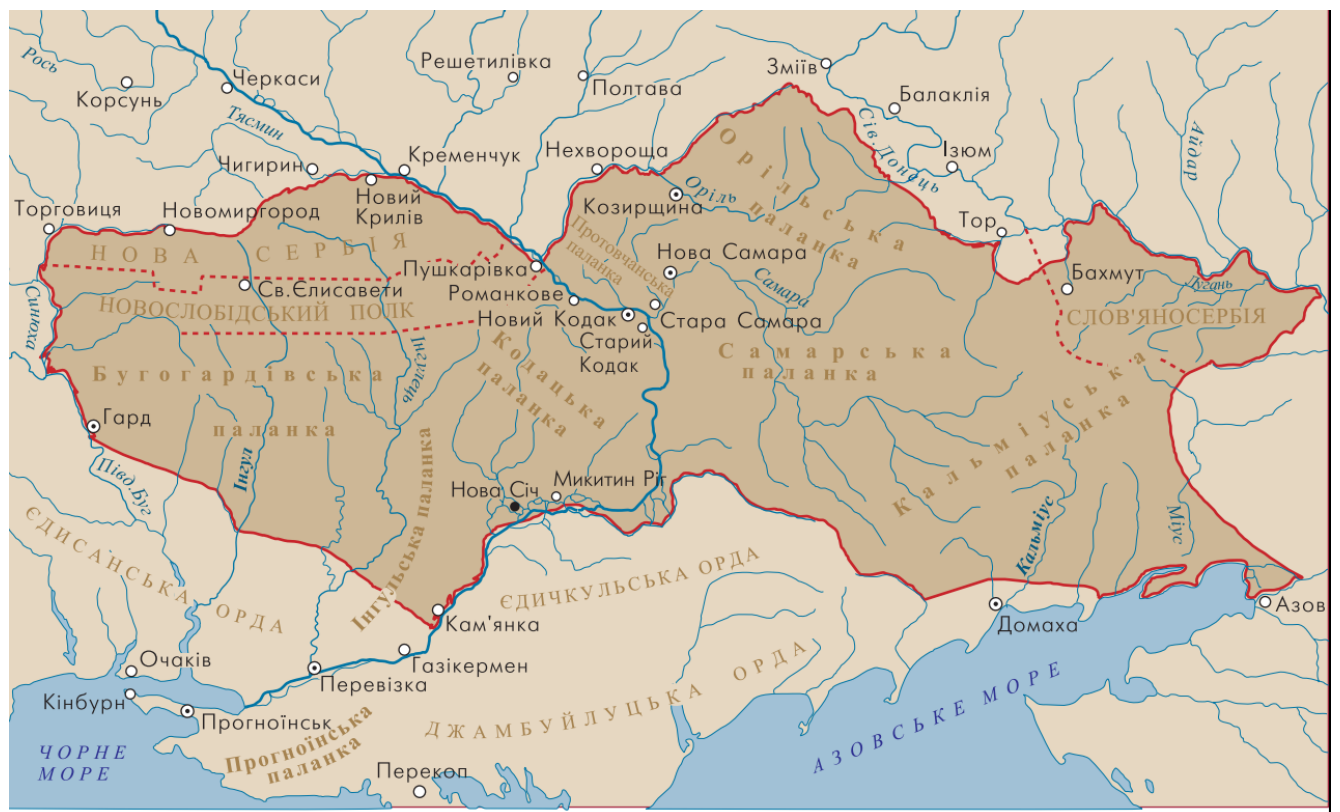 Рось
Корсунь
Черкаси
Решетилівка
Полтава
Зміїв
Балаклія
Тясмин
Чигирин
Кременчук
Нехвороща
Сів. Донець
Ізюм
Айдар
Торговиця
Новомиргород
Новий
Крилів
Козирщина
Оріль
Орільська
паланка
Тор
НОВА СЕРБІЯ
Протовчанська
паланка
Нова Самара
Пушкарівка
Бахмут
Св.Єлисавети
Романкове
Самара
Лугань
Синюха
НОВОСЛОБІДСЬКИЙ ПОЛК
Новий Кодак
Стара Самара
СЛОВ'ЯНОСЕРБІЯ
Старий
Кодак
Інгулець
Кодацька
паланка
Самарська
паланка
Бугогардівська
паланка
Кальміуська
паланка
Гард
Інгул
Півд.Буг
Інгульська паланка
Нова Січ
Микитин Ріг
Кальміус
Міус
ЄДИСАНСЬКА ОРДА
ЄДИЧКУЛЬСЬКА ОРДА
Кам'янка
Домаха
Азов
Очаків
Газікермен
Перевізка
Кінбурн
Прогноїнськ
ДЖАМБУЙЛУЦЬКА ОРДА
Прогноїнська
паланка
АЗОВСЬКЕ МОРЕ
ЧОРНЕ
МОРЕ
Перекоп